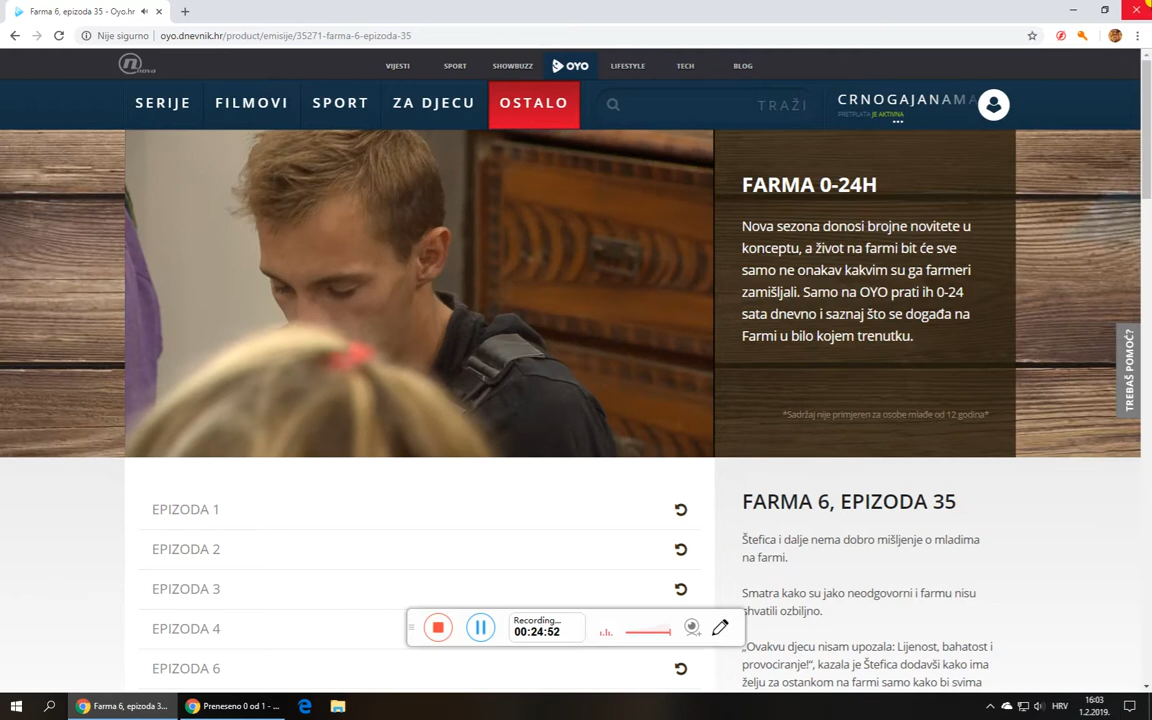 Farma 6, epizoda 35 - Oyo.hr
Nije sigurno
oyo.dnevnik.hr/product/emisije/35271-farma-6-epizoda-35
nova
VIJESTI
SPORT
SHOWBUZZ
OYO
LIFESTYLE
TECH
BLOG
SERIJE
FILMOVI
SPORT
ZA DJECU
OSTALO
TRAŽI
CRNOGAJANAMA
PRETPLATA JE AKTIVNA
FARMA 0-24H
Nova sezona donosi brojne novitete u
konceptu, a život na farmi bit će sve
samo ne onakav kakvim su ga farmeri
zamišljali. Samo na OYO prati ih 0-24
sata dnevno i saznaj što se događa na
Farmi u bilo kojem trenutku.
*Sadržaj nije primjeren za osobe mlađe od 12 godina*
TREBAŠ POMOĆ?
EPIZODA 1
EPIZODA 2
EPIZODA 3
EPIZODA 4
EPIZODA 6
FARMA 6, EPIZODA 35
Štefica i dalje nema dobro mišljenje o mladima
na farmi.
Smatra kako su jako neodgovorni i farmu nisu
shvatili ozbiljno.
„Ovakvu djecu nisam upozala: Lijenost, bahatost i
provociranje!“, kazala je Štefica dodavši kako ima
želju za ostankom na farmi samo kako bi svima
Recording...
00:24:52
Farma 6, epizoda 3...
Preneseno 0 od 1 - ...
HRV
16:03
1.2.2019.